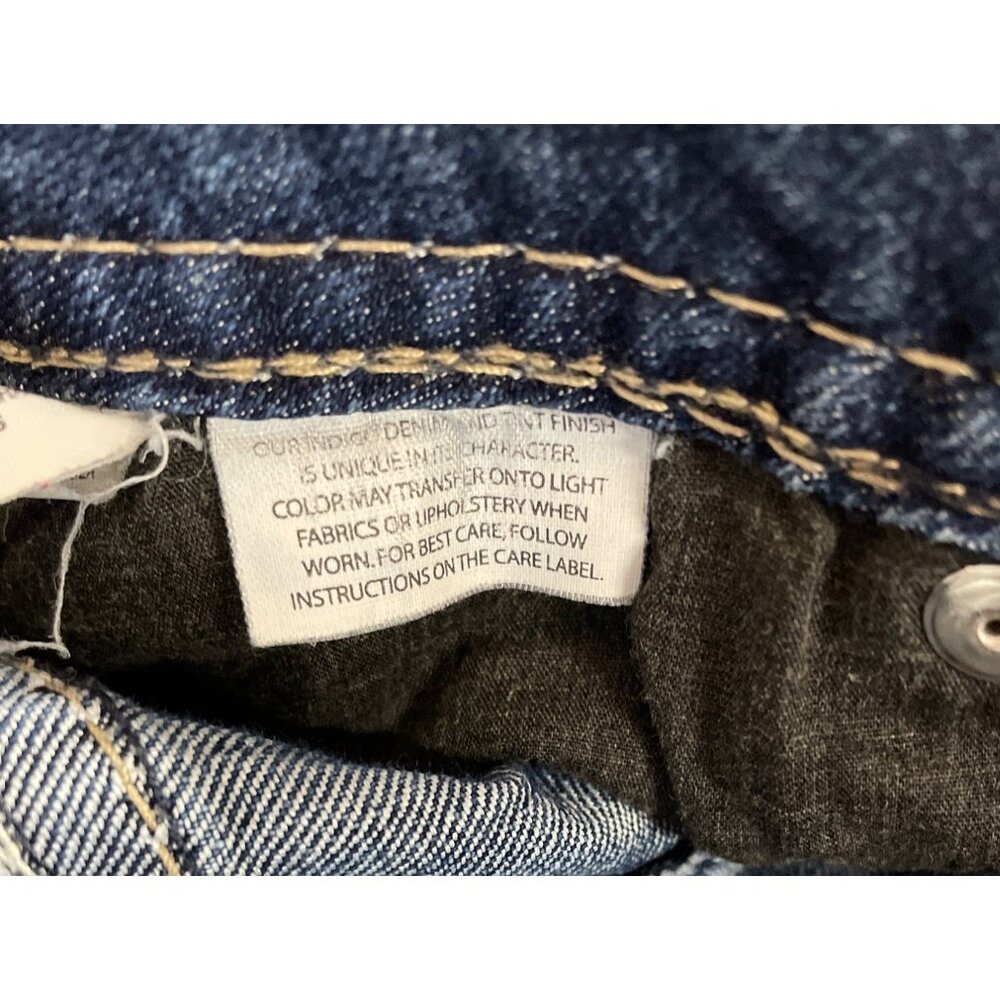 OUR INDIGO DENIM AND TINT FINISH
IS UNIQUE IN ITS CHARACTER.
COLOR MAY TRANSFER ONTO LIGHT
FABRICS OR UPHOLSTERY WHEN
WORN. FOR BEST CARE, FOLLOW
INSTRUCTIONS ON THE CARE LABEL.